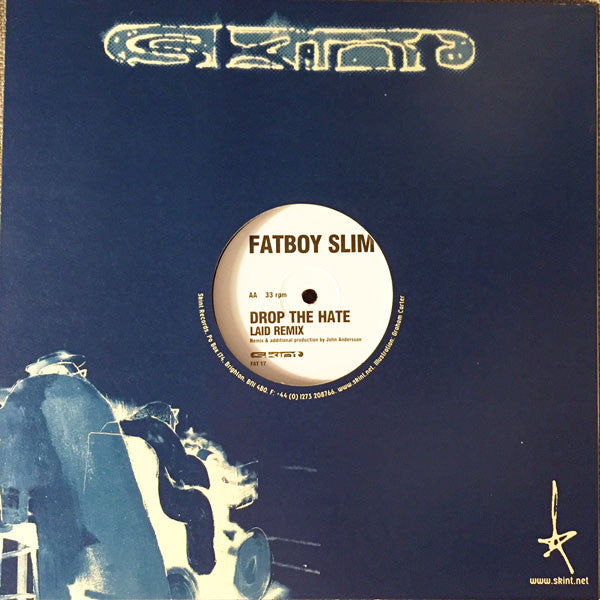 skint
FATBOY SLIM
AA 33 rpm
DROP THE HATE
LAID REMIX
Remix & additional production by John Andersson
skint
FAT 17
Skint Records. Po Box 174, Brighton, BN1 4BQ. F: +44 (0) 1273 208766. www.skint.net. Illustration: Graham Carter
www.skint.net